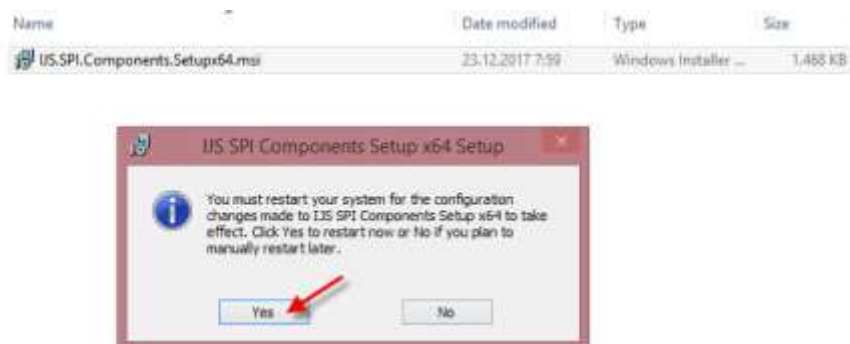 Name Date modified Type Size
IJS.SPI.Components.Setupx64.msi 23.12.2017 7:59 Windows Installer ... 1.468 KB
IJS SPI Components Setup x64 Setup
You must restart your system for the configuration
changes made to IJS SPI Components Setup x64 to take
effect. Click Yes to restart now or No if you plan to
manually restart later.
Yes No